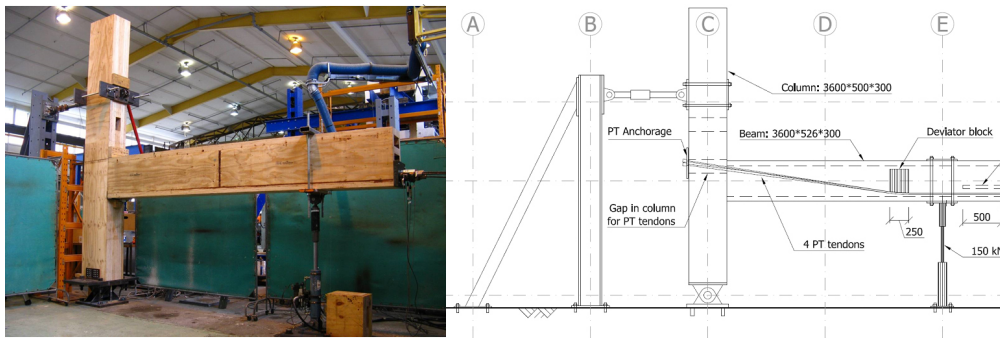 A B C D E
Column: 3600*500*300
PT Anchorage
Beam: 3600*526*300
Deviator block
Gap in column
for PT tendons
4 PT tendons
250
500
150 kN